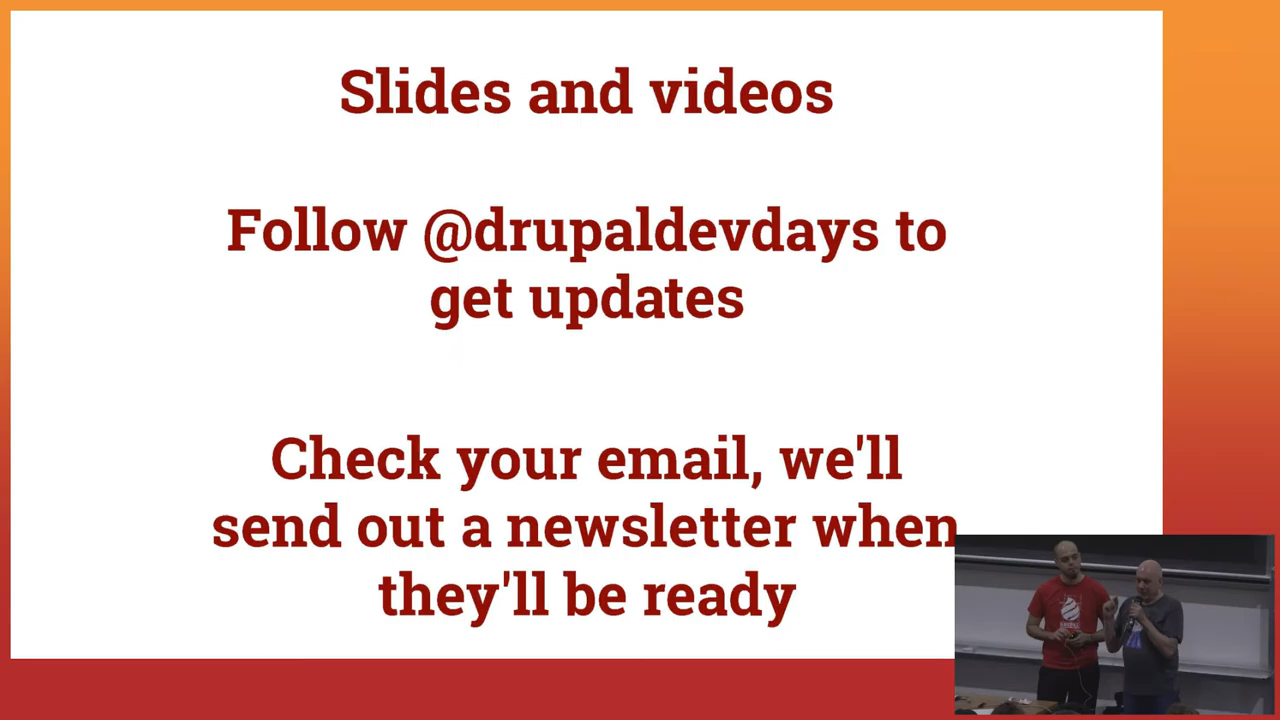 Slides and videos
Follow @drupaldevdays to
get updates
Check your email, we'll
send out a newsletter when
they'll be ready